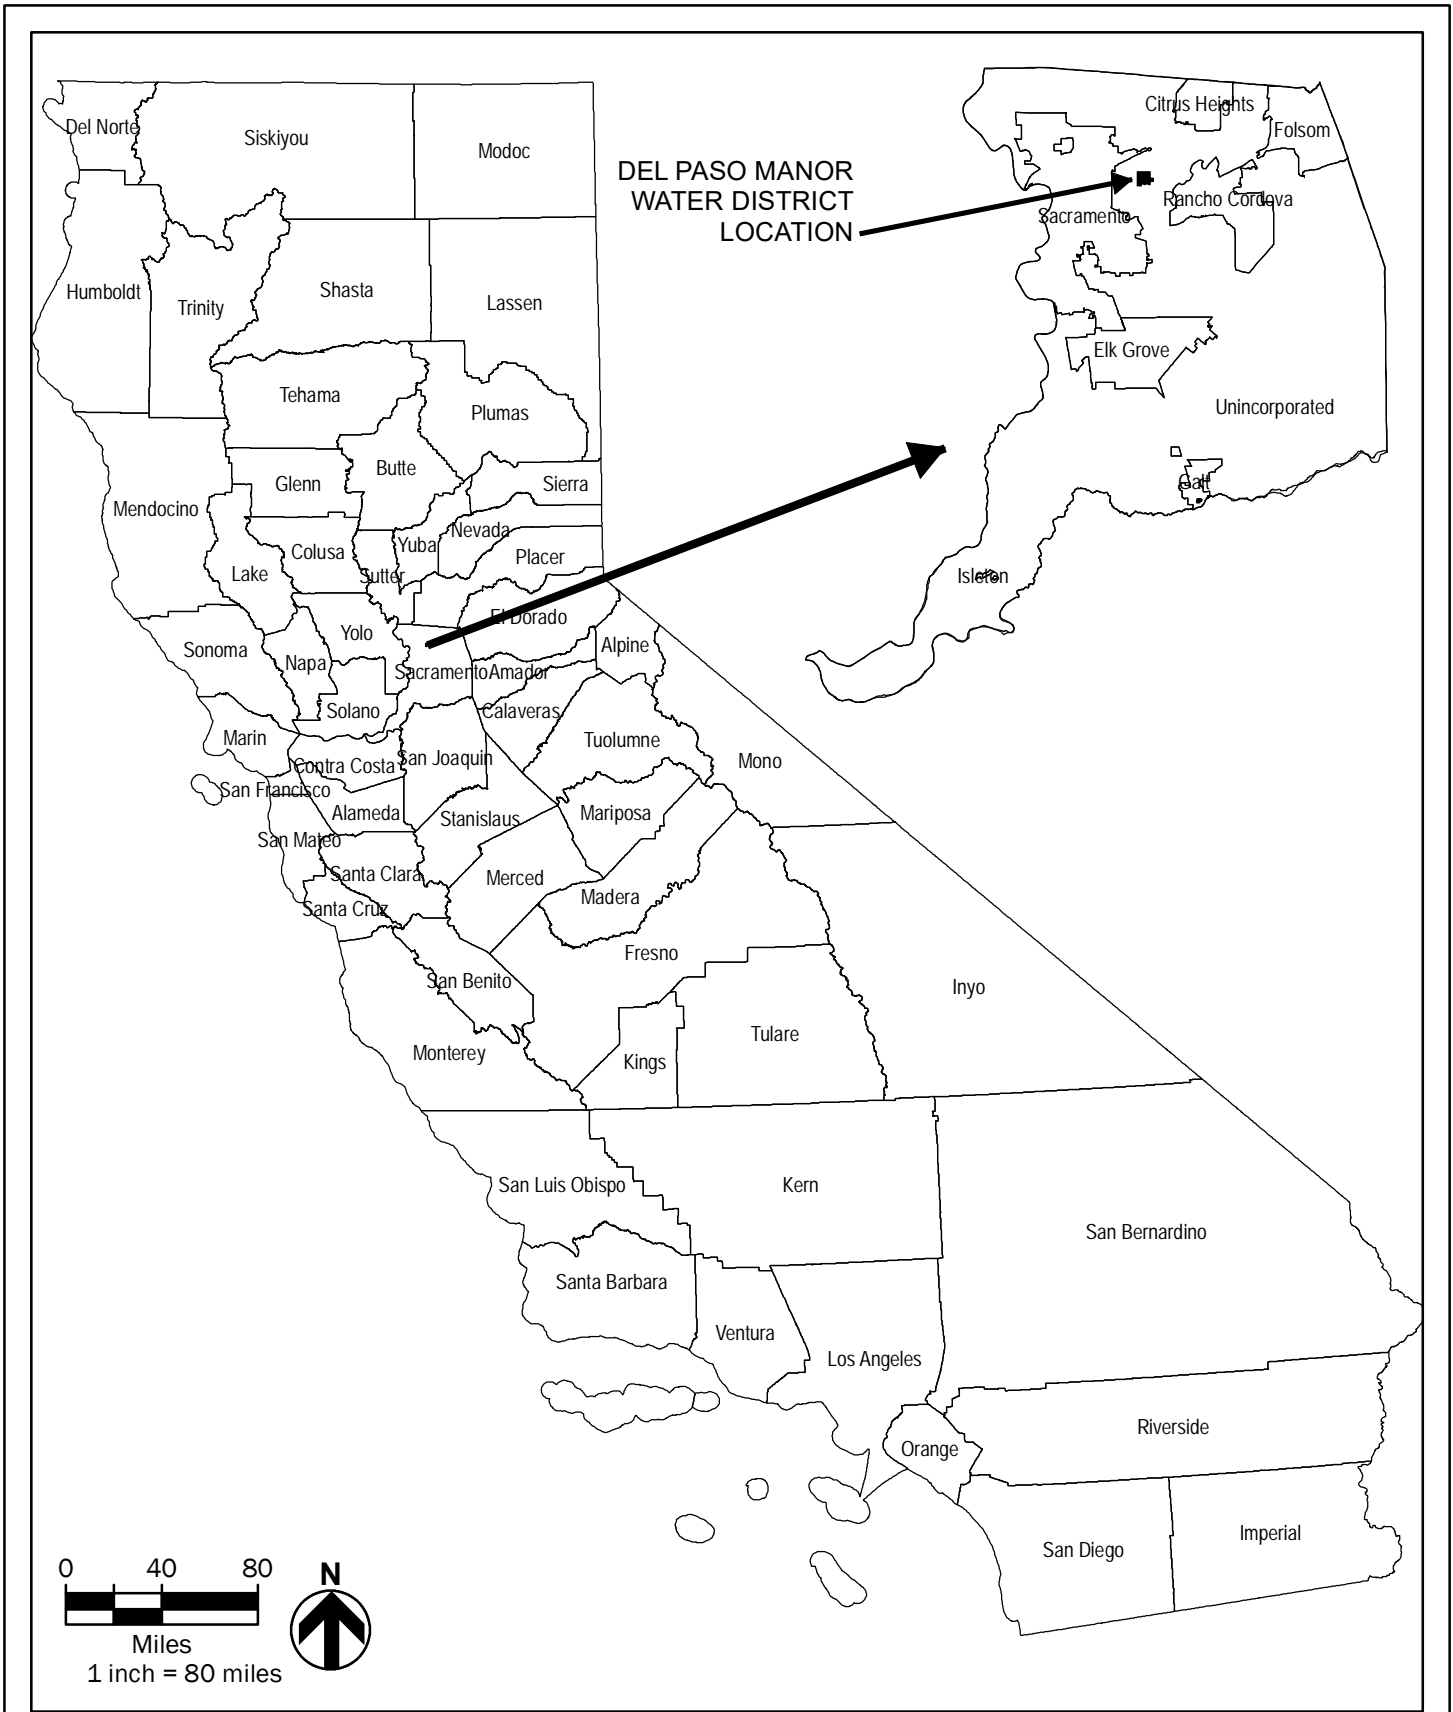 Del Norte
Siskiyou
Modoc
Humboldt
Trinity
Shasta
Lassen
Tehama
Plumas
Butte
Glenn
Sierra
Mendocino
Colusa
Yuba
Nevada
Placer
Lake
Sutter
El Dorado
Yolo
Sonoma
Napa
Alpine
Sacramento
Amador
Solano
Calaveras
Marin
Tuolumne
Contra Costa
San Joaquin
Mono
San Francisco
Alameda
Stanislaus
Mariposa
San Mateo
Santa Clara
Merced
Madera
Santa Cruz
Fresno
San Benito
Inyo
Monterey
Kings
Tulare
San Luis Obispo
Kern
San Bernardino
Santa Barbara
Ventura
Los Angeles
Orange
Riverside
San Diego
Imperial
DEL PASO MANOR
WATER DISTRICT
LOCATION
Citrus Heights
Folsom
Rancho Cordova
Sacramento
Elk Grove
Unincorporated
Galt
Isleton
0 40 80
Miles
1 inch = 80 miles
N